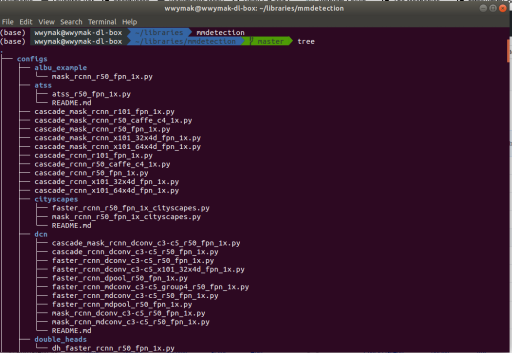 wwymak@wwymak-dl-box: ~/libraries/mmdetection
File Edit View Search Terminal Help
(base) wwymak@wwymak-dl-box ~/libraries mmdetection
(base) wwymak@wwymak-dl-box ~/libraries/mmdetection master tree
.
├── configs
│   ├── albu_example
│   │   └── mask_rcnn_r50_fpn_1x.py
│   ├── atss
│   │   ├── atss_r50_fpn_1x.py
│   │   └── README.md
│   ├── cascade_mask_rcnn_r101_fpn_1x.py
│   ├── cascade_mask_rcnn_r50_caffe_c4_1x.py
│   ├── cascade_mask_rcnn_r50_fpn_1x.py
│   ├── cascade_mask_rcnn_x101_32x4d_fpn_1x.py
│   ├── cascade_mask_rcnn_x101_64x4d_fpn_1x.py
│   ├── cascade_rcnn_r101_fpn_1x.py
│   ├── cascade_rcnn_r50_caffe_c4_1x.py
│   ├── cascade_rcnn_r50_fpn_1x.py
│   ├── cascade_rcnn_x101_32x4d_fpn_1x.py
│   ├── cascade_rcnn_x101_64x4d_fpn_1x.py
│   ├── cityscapes
│   │   ├── faster_rcnn_r50_fpn_1x_cityscapes.py
│   │   ├── mask_rcnn_r50_fpn_1x_cityscapes.py
│   │   └── README.md
│   ├── dcn
│   │   ├── cascade_mask_rcnn_dconv_c3-c5_r50_fpn_1x.py
│   │   ├── cascade_rcnn_dconv_c3-c5_r50_fpn_1x.py
│   │   ├── faster_rcnn_dconv_c3-c5_r50_fpn_1x.py
│   │   ├── faster_rcnn_dconv_c3-c5_x101_32x4d_fpn_1x.py
│   │   ├── faster_rcnn_dpool_r50_fpn_1x.py
│   │   ├── faster_rcnn_mdconv_c3-c5_group4_r50_fpn_1x.py
│   │   ├── faster_rcnn_mdconv_c3-c5_r50_fpn_1x.py
│   │   ├── faster_rcnn_mdpool_r50_fpn_1x.py
│   │   ├── mask_rcnn_dconv_c3-c5_r50_fpn_1x.py
│   │   ├── mask_rcnn_mdconv_c3-c5_r50_fpn_1x.py
│   │   └── README.md
│   ├── double_heads
│   │   └── dh_faster_rcnn_r50_fpn_1x.py